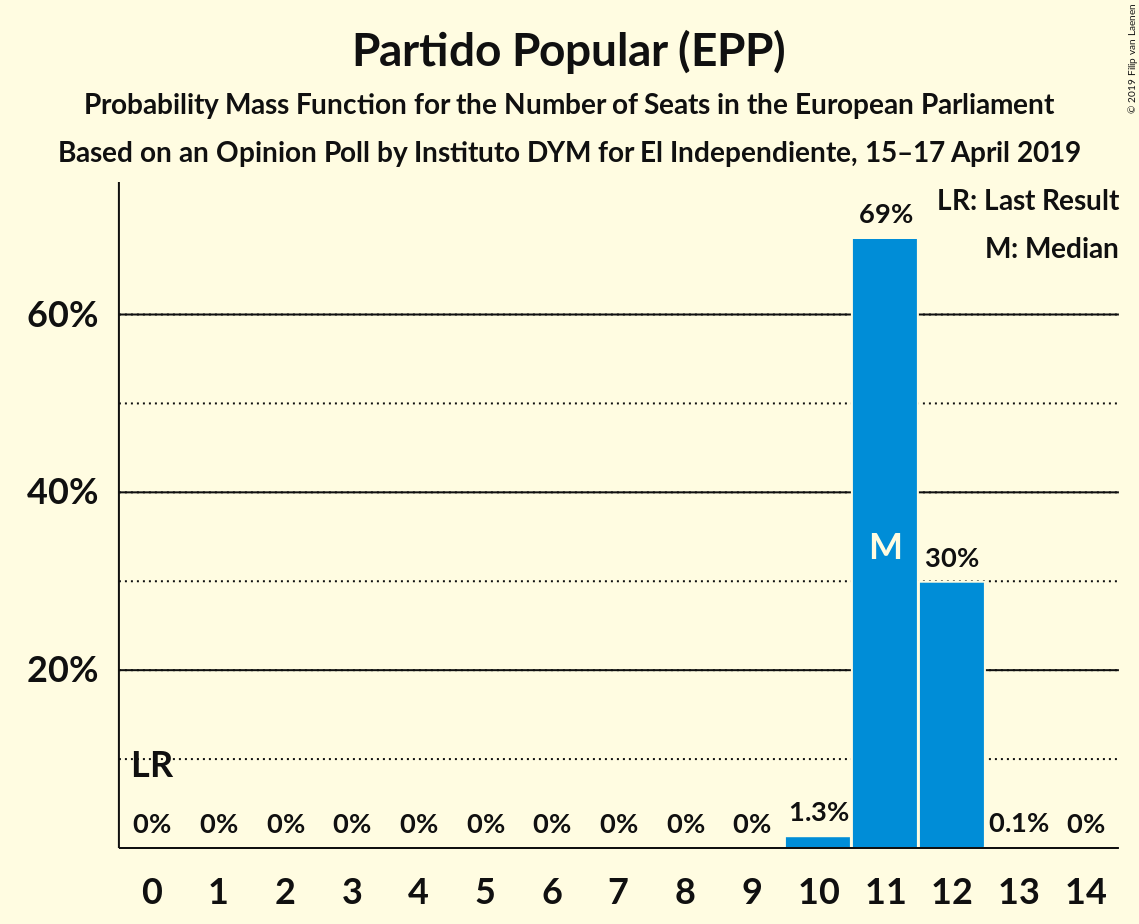 Partido Popular (EPP)
Probability Mass Function for the Number of Seats in the European Parliament
Based on an Opinion Poll by Instituto DYM for El Independiente, 15–17 April 2019
© 2019 Filip van Laenen
LR: Last Result
M: Median
69%
60%
40%
M
30%
20%
LR
0% 0% 0% 0% 0% 0% 0% 0% 0% 0% 1.3% 0.1% 0%
0 1 2 3 4 5 6 7 8 9 10 11 12 13 14